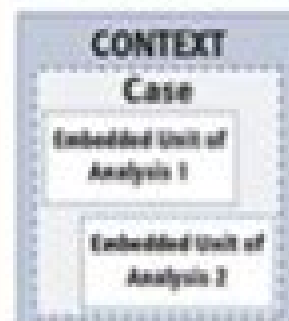 CONTEXT
Case
Embedded Unit of
Analysis 1
Embedded Unit of
Analysis 2